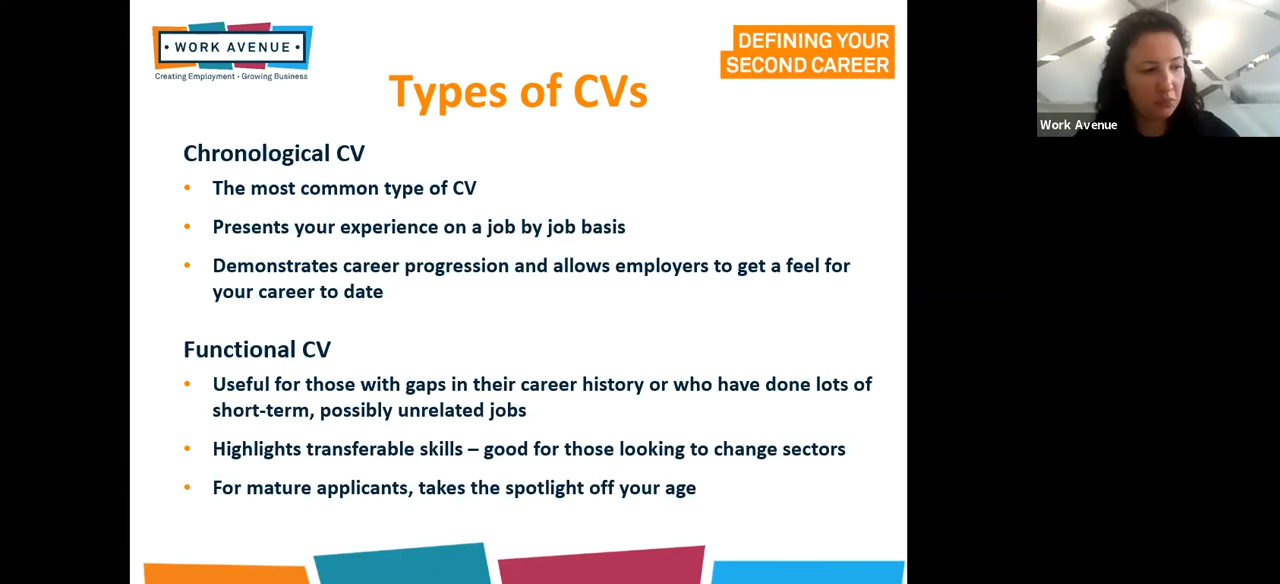 • WORK AVENUE •
Creating Employment • Growing Business
DEFINING YOUR
SECOND CAREER
Types of CVs
Chronological CV
• The most common type of CV
• Presents your experience on a job by job basis
• Demonstrates career progression and allows employers to get a feel for
your career to date
Functional CV
• Useful for those with gaps in their career history or who have done lots of
short-term, possibly unrelated jobs
• Highlights transferable skills – good for those looking to change sectors
• For mature applicants, takes the spotlight off your age
Work Avenue